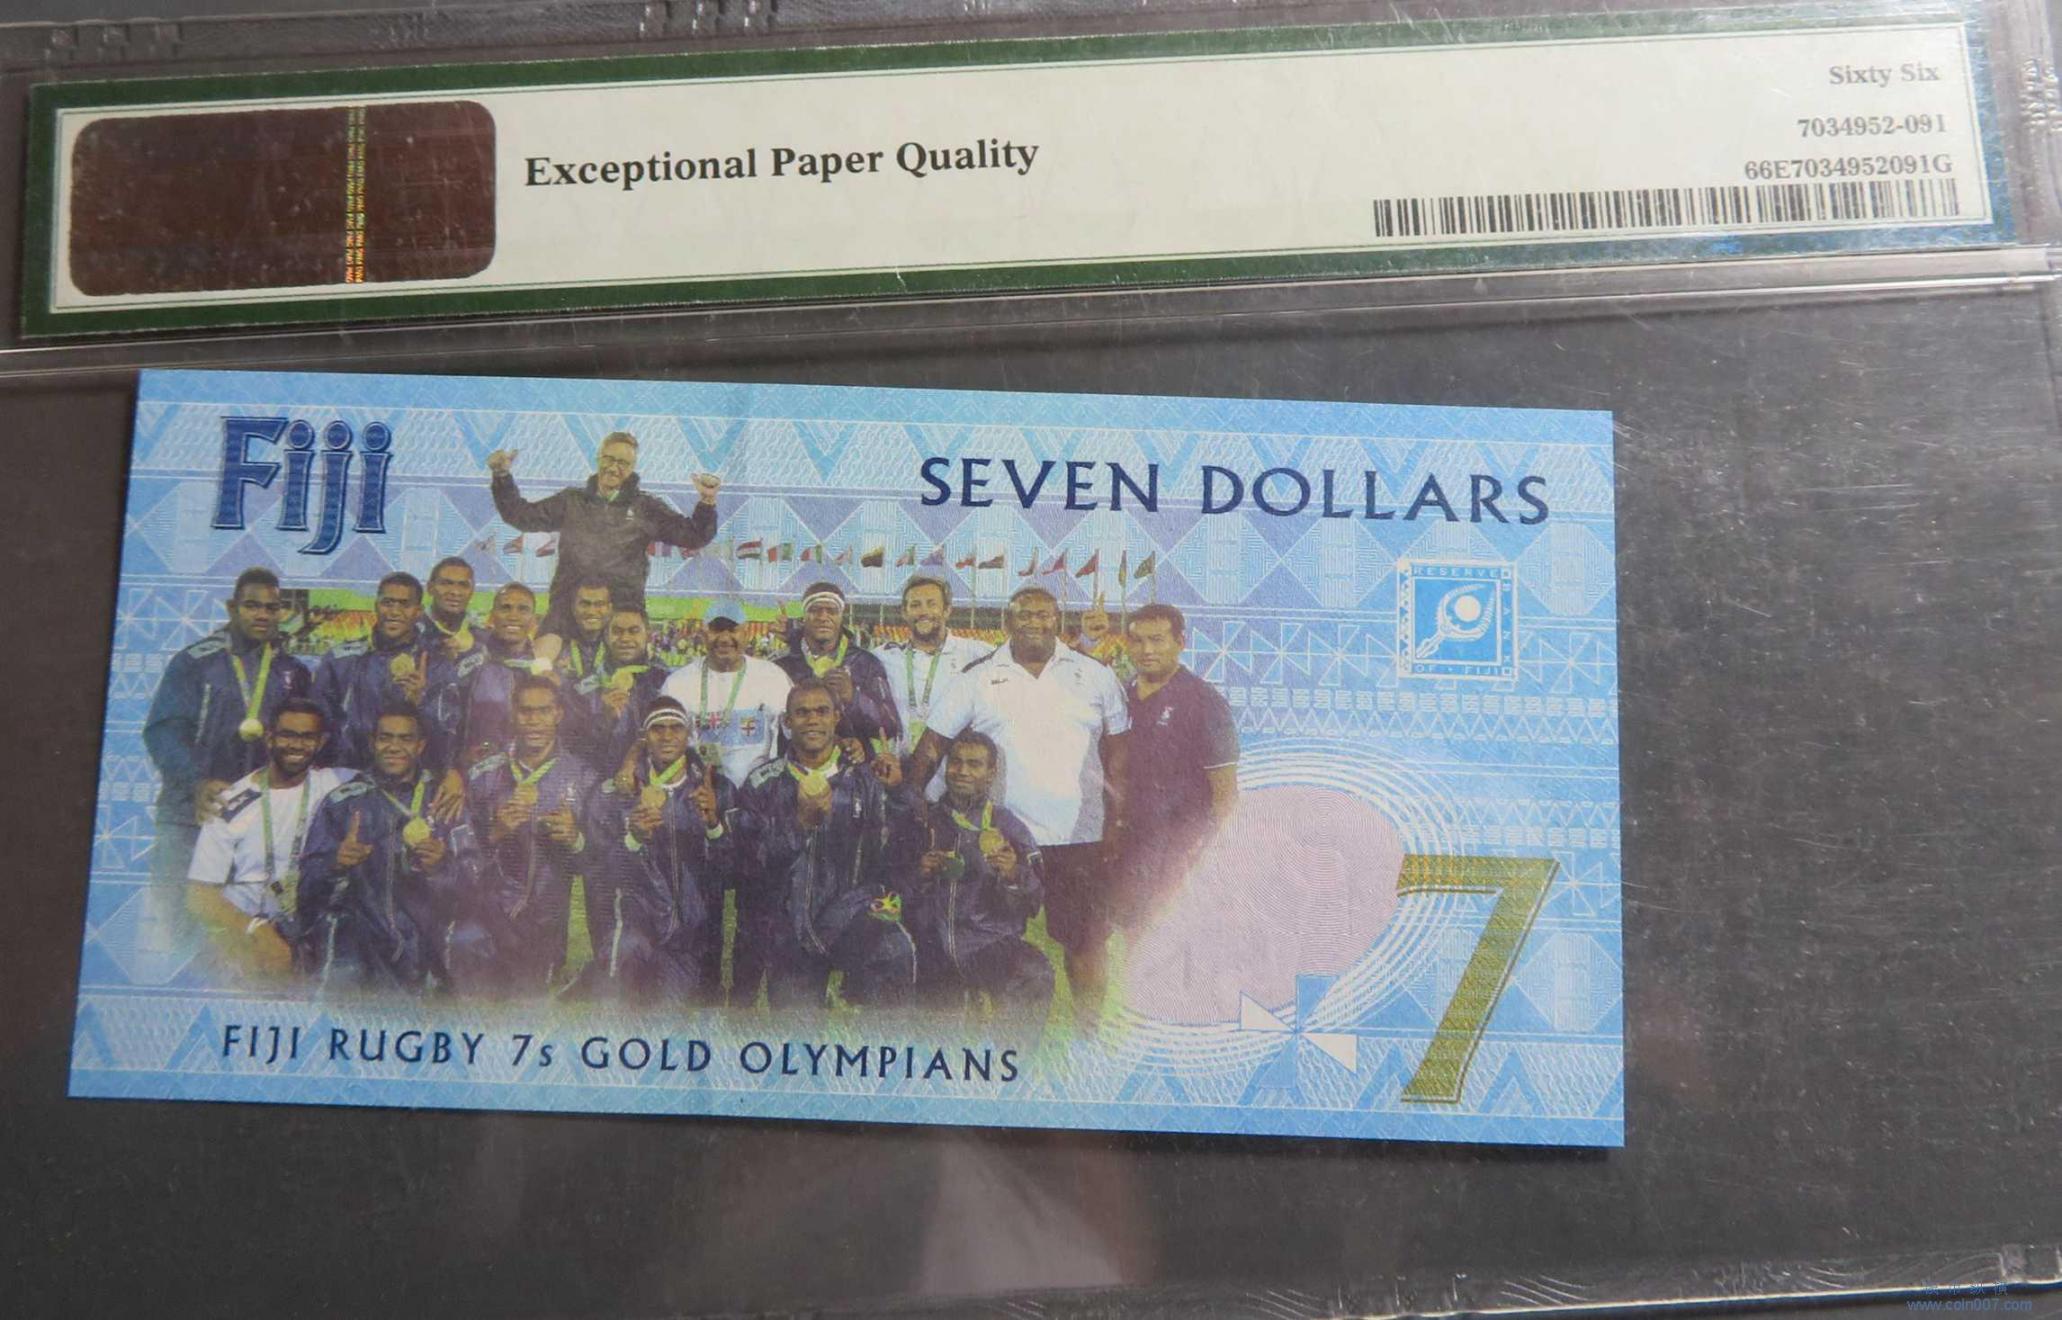 Sixty Six
7034952-091
Exceptional Paper Quality
66E7034952091G
Fiji
SEVEN DOLLARS
RESERVE
BANK
OF • FIJI
7
FIJI RUGBY 7s GOLD OLYMPIANS
www.coin007.com